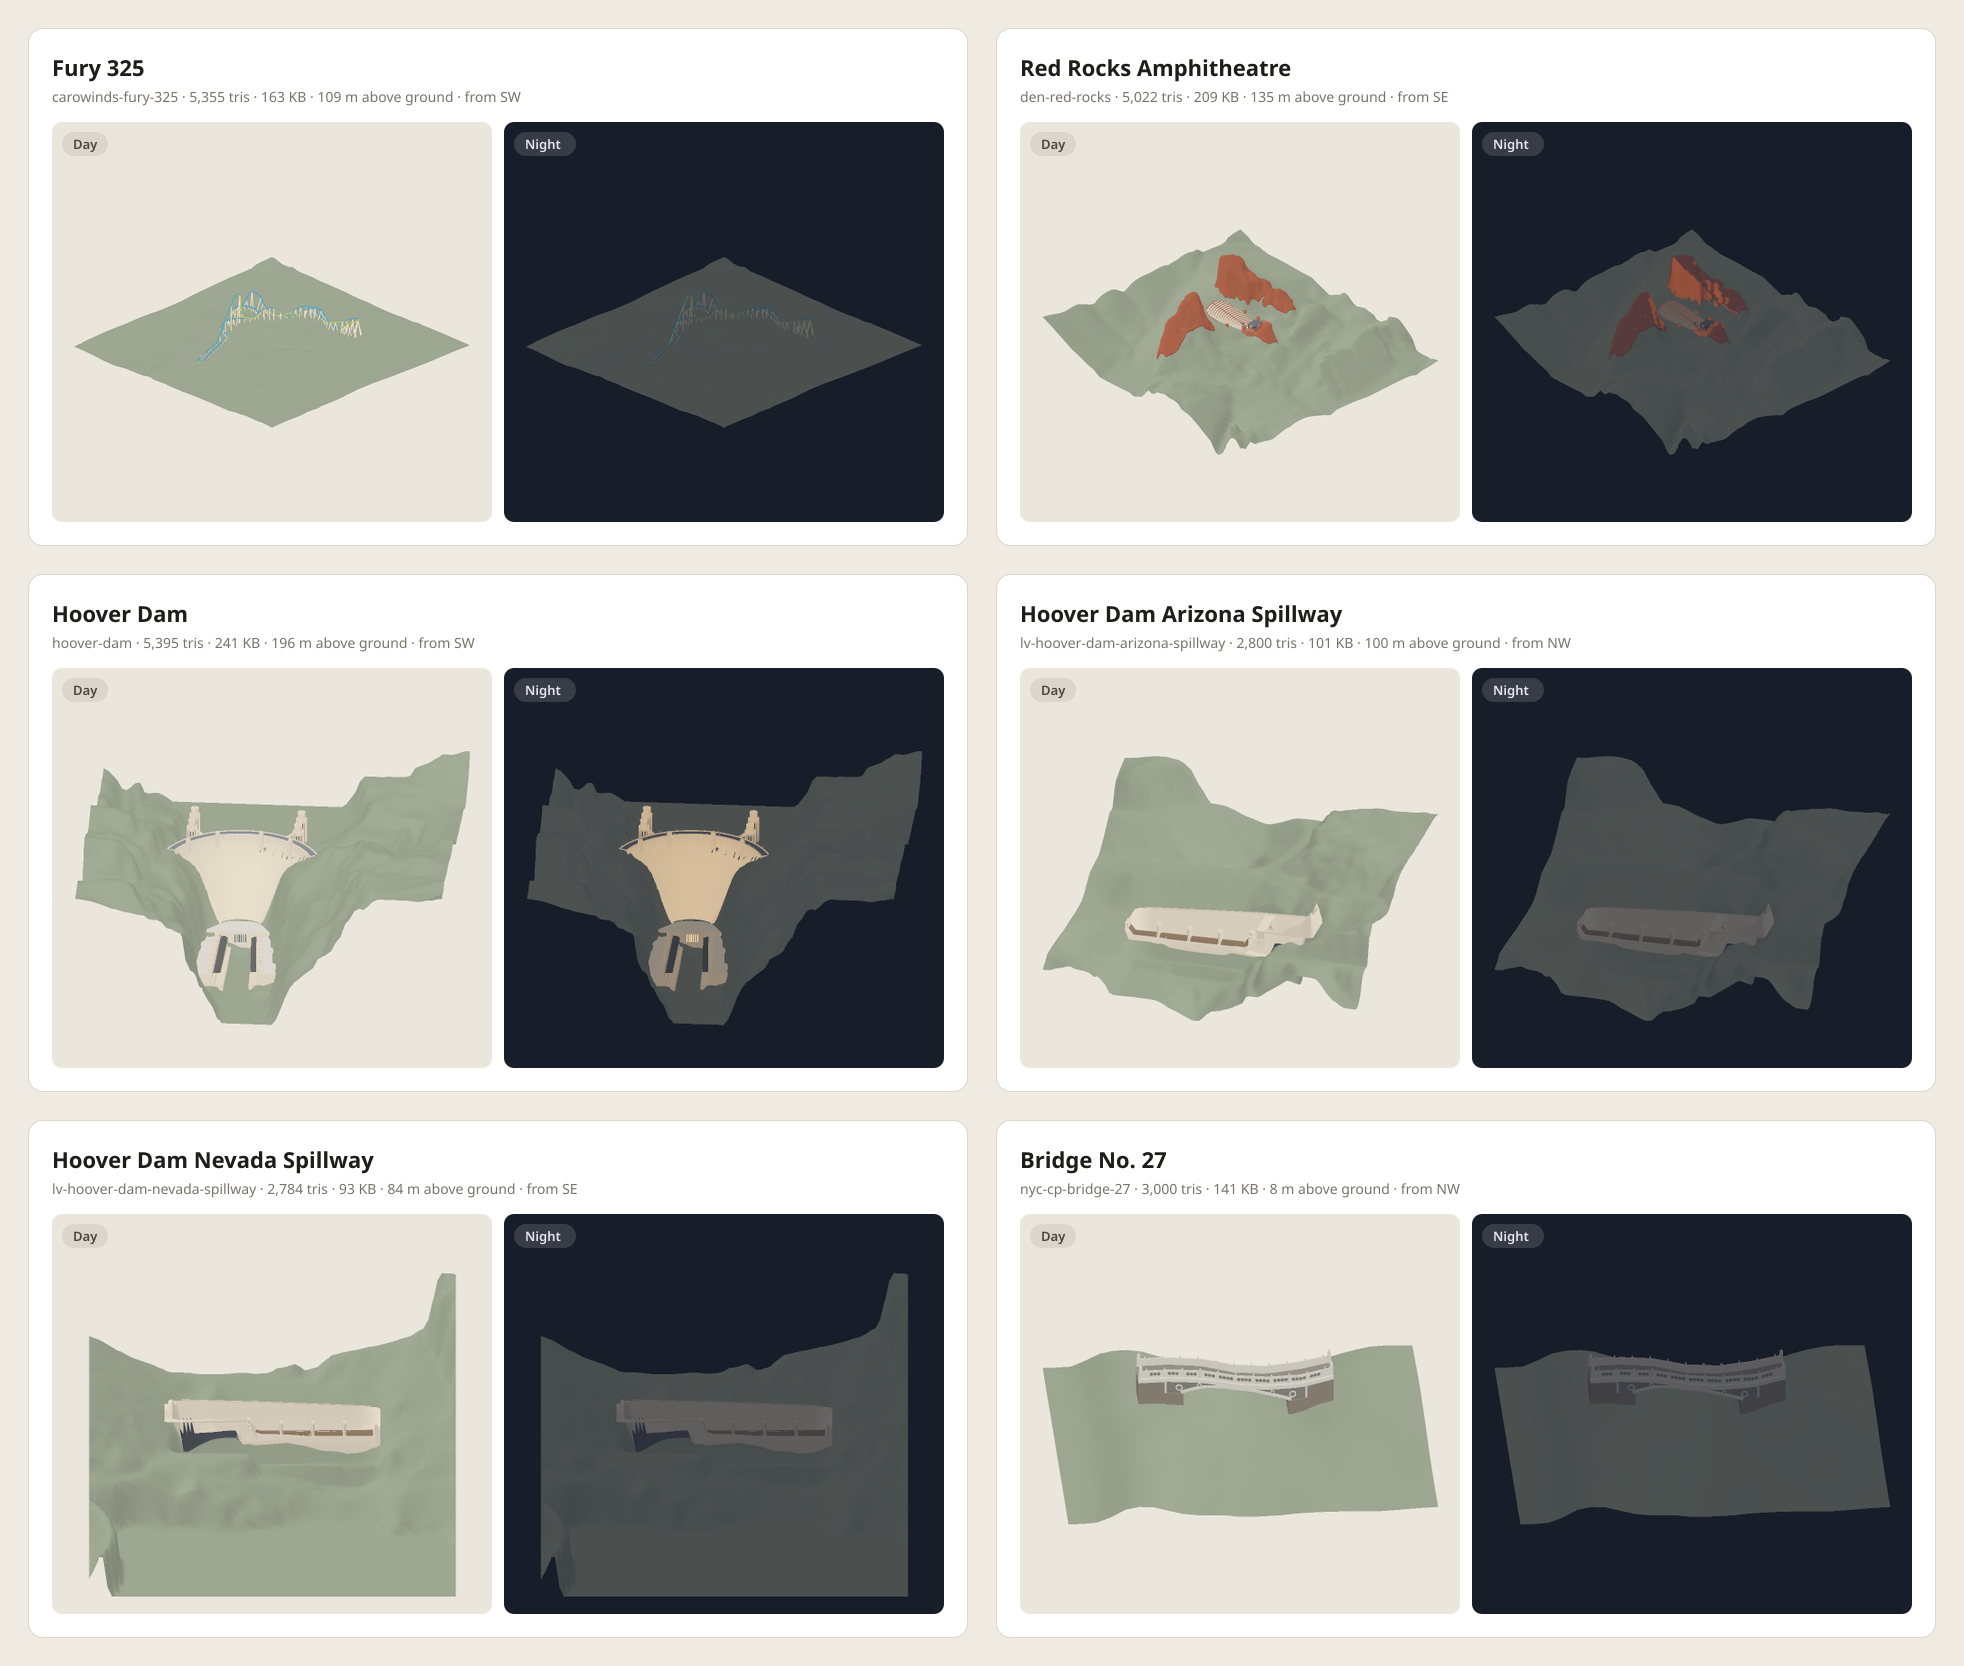 Fury 325
carowinds-fury-325 · 5,355 tris · 163 KB · 109 m above ground · from SW
Day
Night
Red Rocks Amphitheatre
den-red-rocks · 5,022 tris · 209 KB · 135 m above ground · from SE
Day
Night
Hoover Dam
hoover-dam · 5,395 tris · 241 KB · 196 m above ground · from SW
Day
Night
Hoover Dam Arizona Spillway
lv-hoover-dam-arizona-spillway · 2,800 tris · 101 KB · 100 m above ground · from NW
Day
Night
Hoover Dam Nevada Spillway
lv-hoover-dam-nevada-spillway · 2,784 tris · 93 KB · 84 m above ground · from SE
Day
Night
Bridge No. 27
nyc-cp-bridge-27 · 3,000 tris · 141 KB · 8 m above ground · from NW
Day
Night